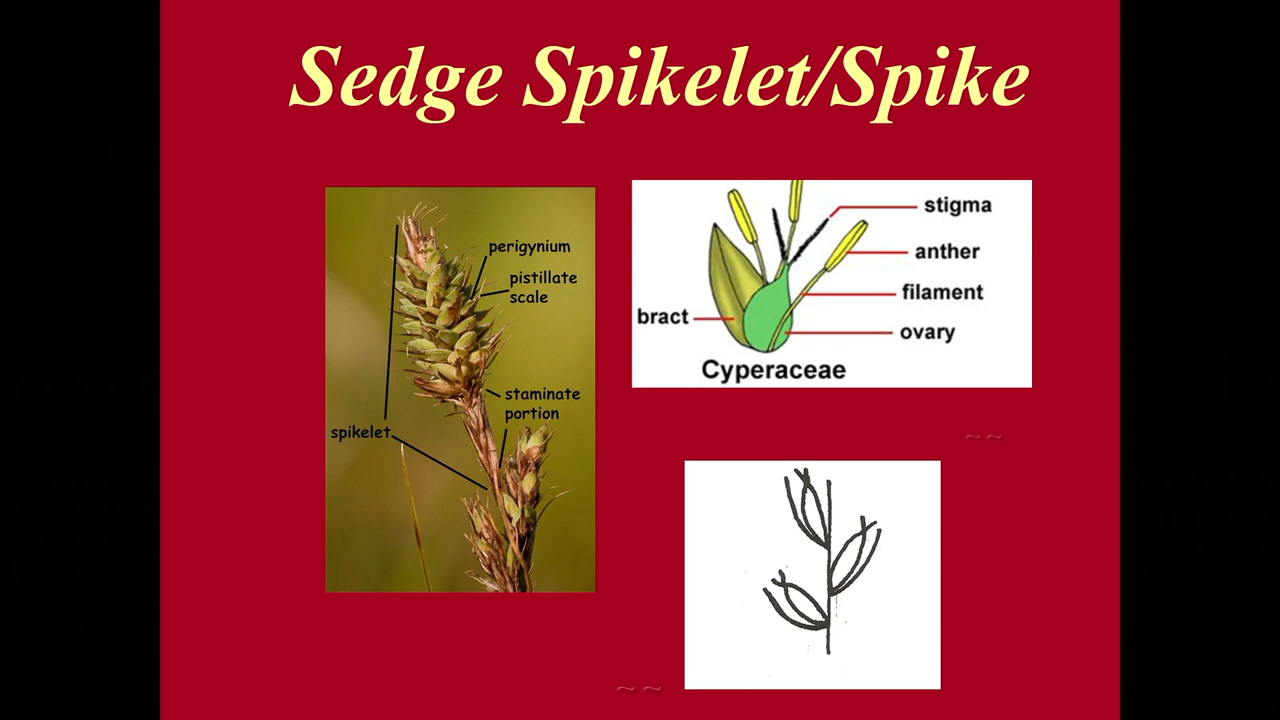 Sedge Spikelet/Spike
perigynium
pistillate
scale
staminate
portion
spikelet
stigma
anther
filament
bract
ovary
Cyperaceae
~ ~
~ ~